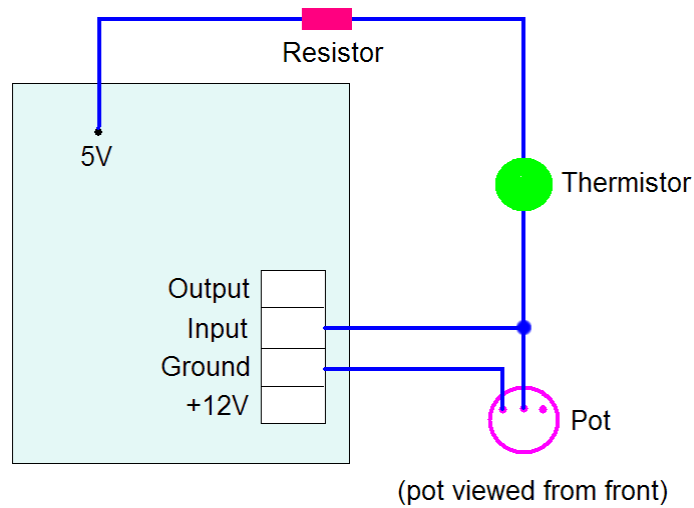 Resistor
5V
Thermistor
Output
Input
Ground
+12V
Pot
(pot viewed from front)